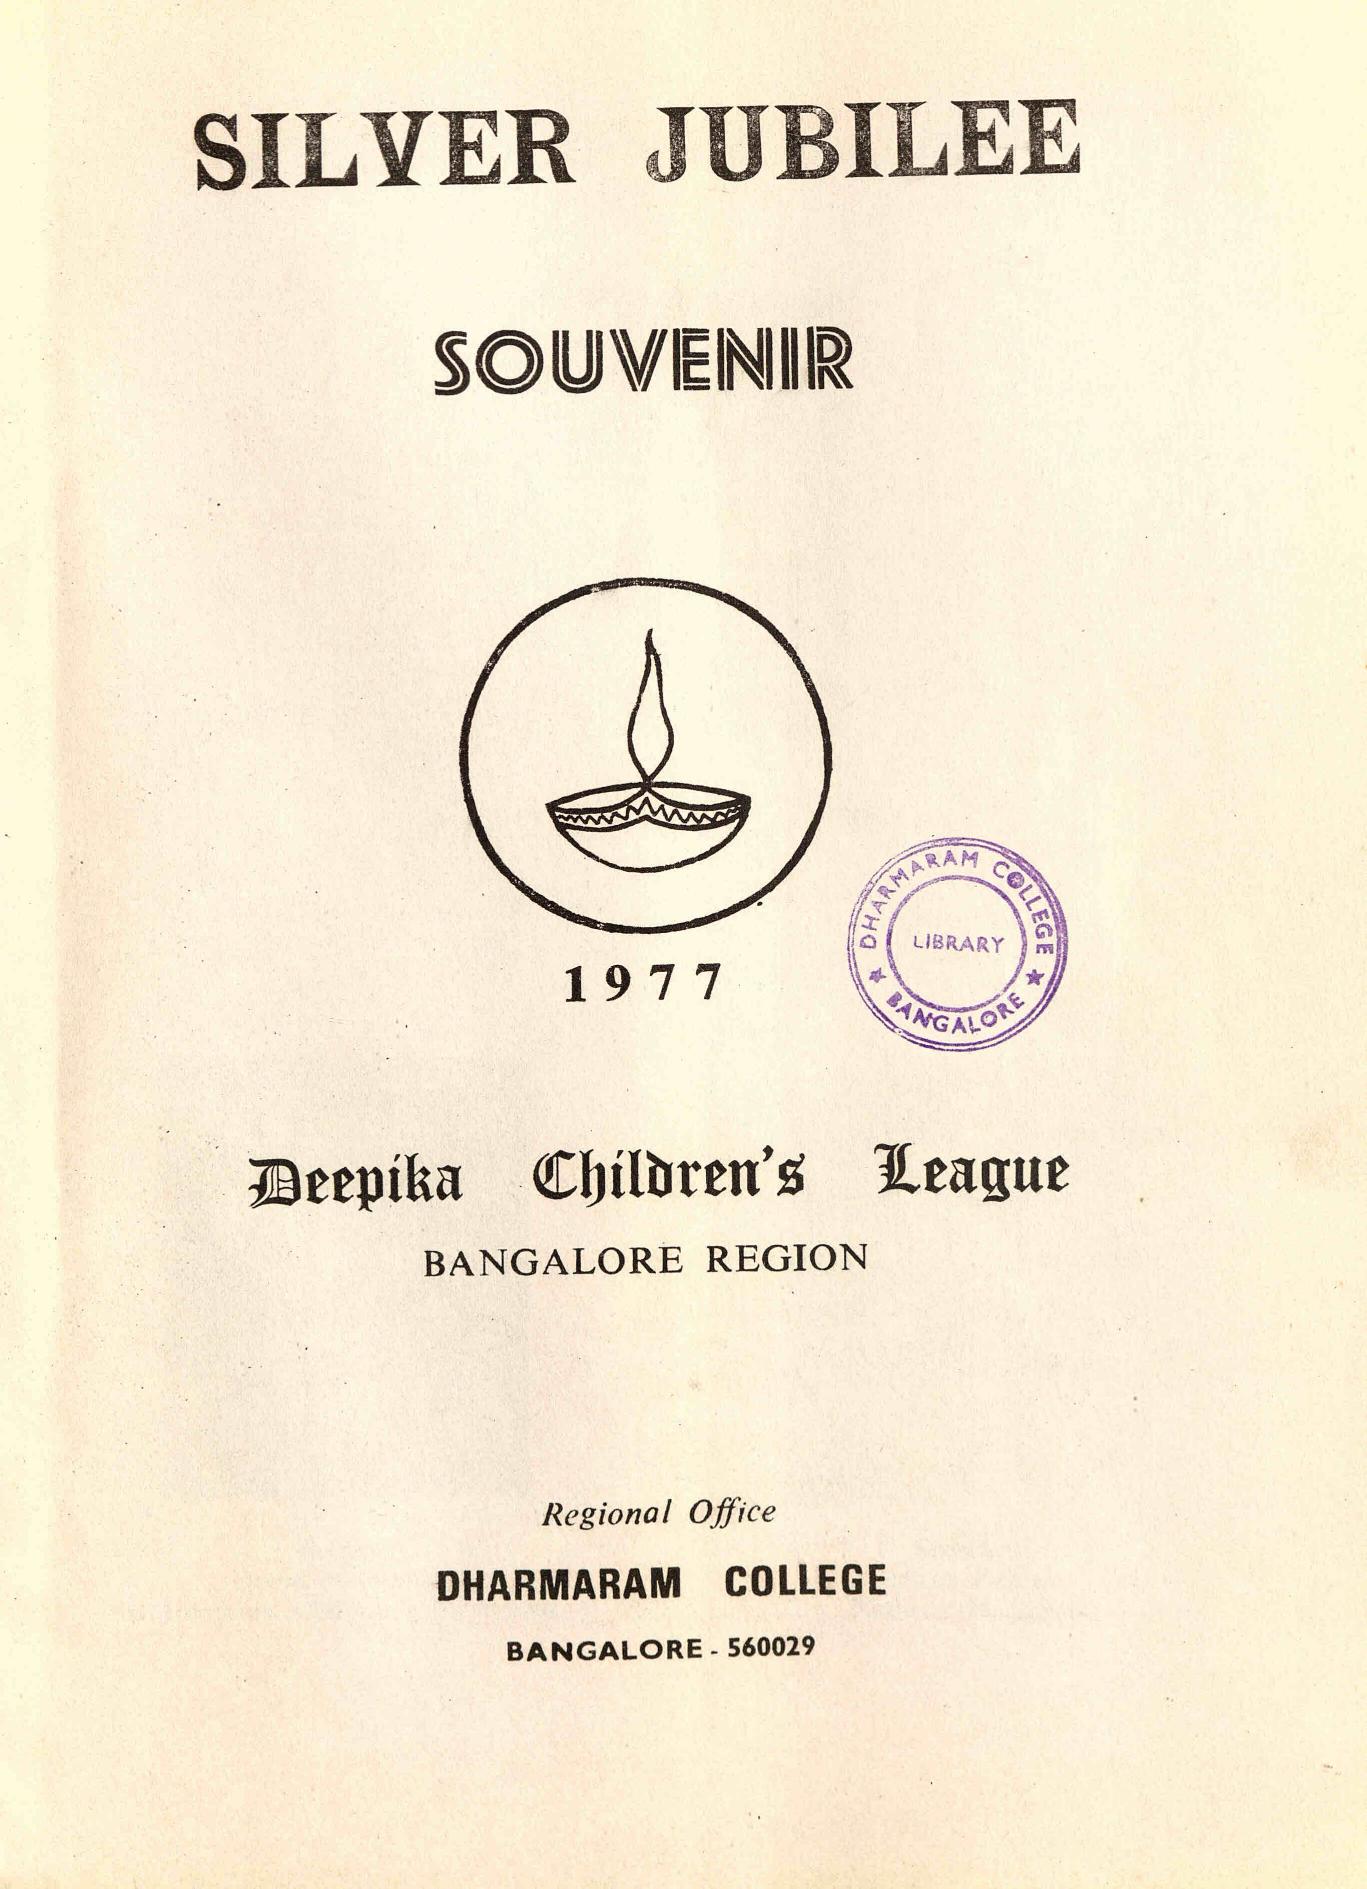 SILVER JUBILEE
SOUVENIR
1977
DHARMARAM COLLEGE
LIBRARY
BANGALORE
Deepika Children's League
BANGALORE REGION
Regional Office
DHARMARAM COLLEGE
BANGALORE - 560029